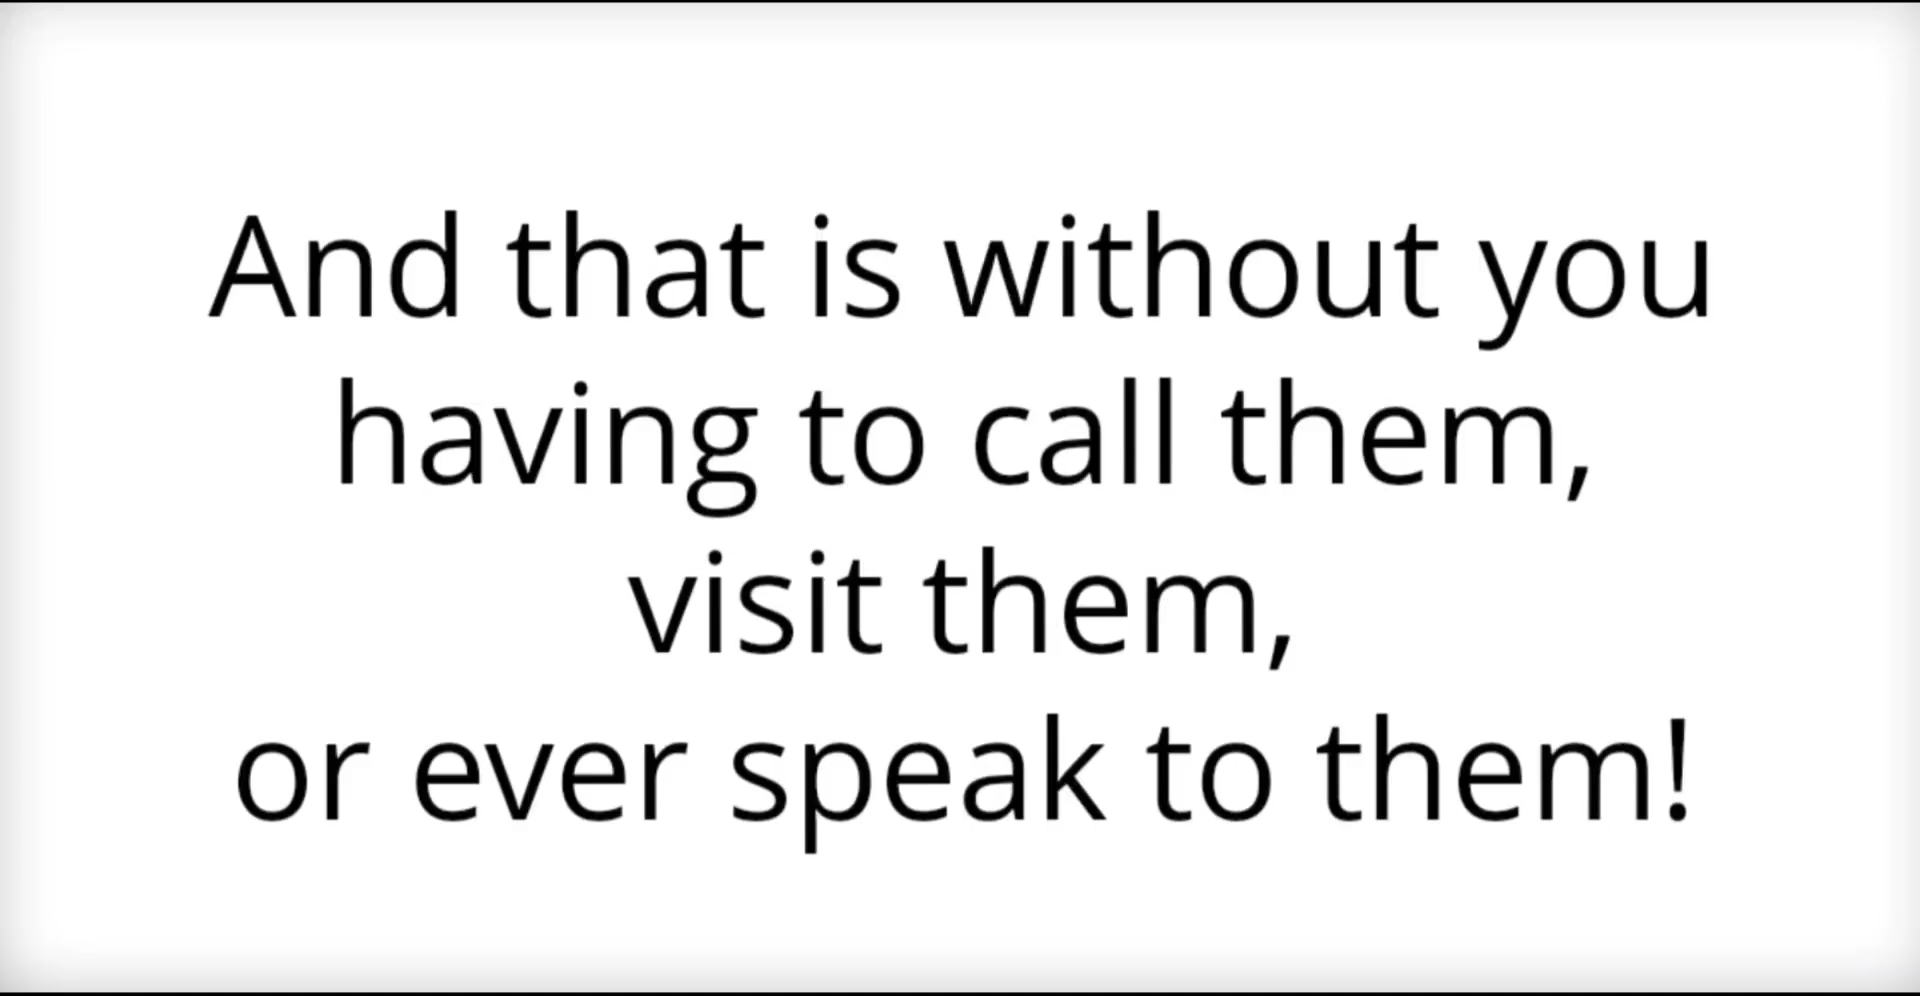 And that is without you
having to call them,
visit them,
or ever speak to them!